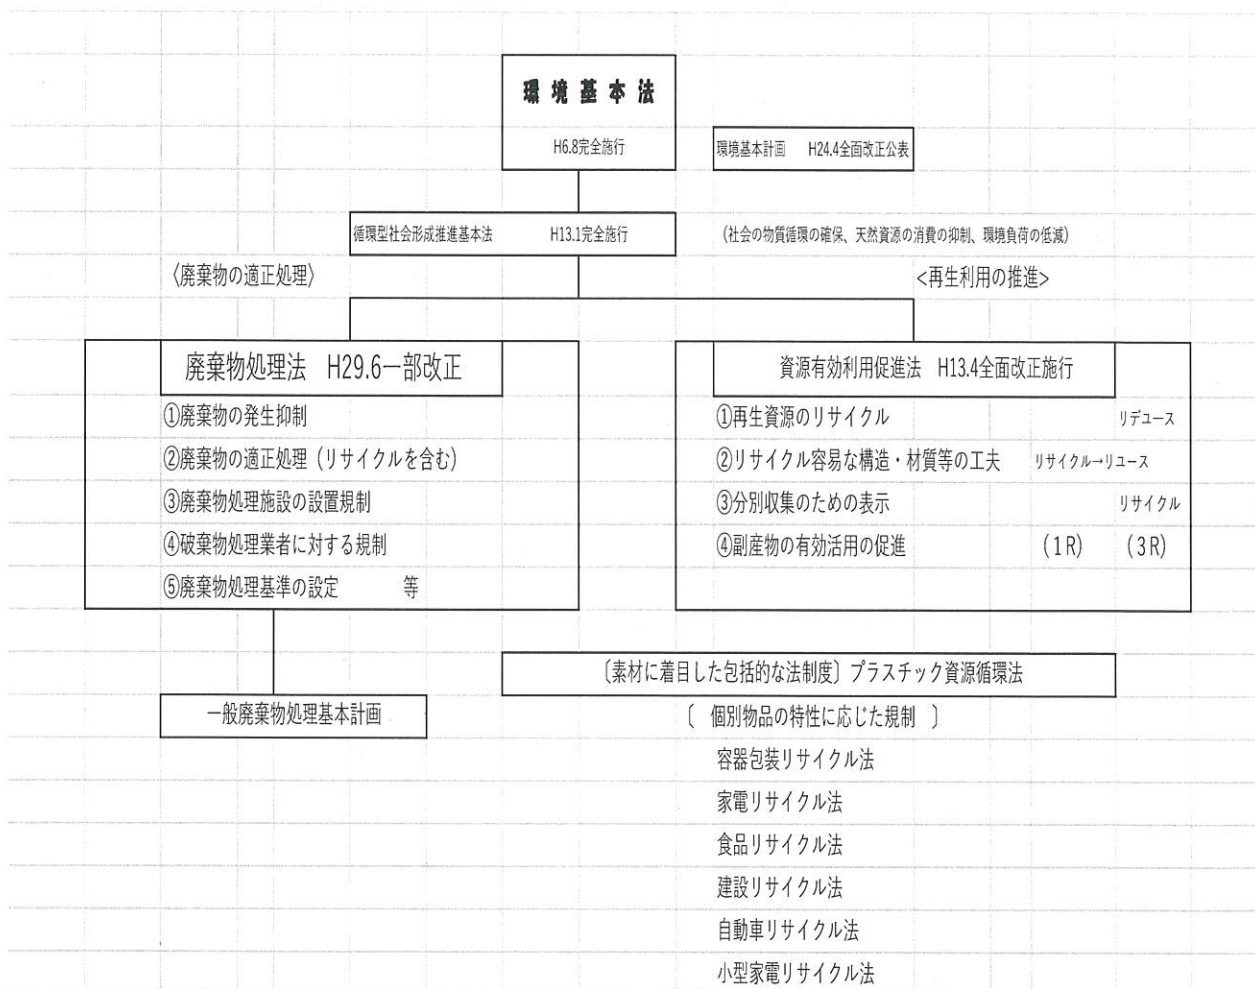 環境基本法
H6.8完全施行
環境基本計画 H24.4全面改正公表
循環型社会形成推進基本法 H13.1完全施行
(社会の物質循環の確保、天然資源の消費の抑制、環境負荷の低減)
〈廃棄物の適正処理〉
<再生利用の推進>
廃棄物処理法 H29.6一部改正
①廃棄物の発生抑制
②廃棄物の適正処理(リサイクルを含む)
③廃棄物処理施設の設置規制
④破棄物処理業者に対する規制
⑤廃棄物処理基準の設定 等
一般廃棄物処理基本計画
資源有効利用促進法 H13.4全面改正施行
①再生資源のリサイクル リデユース
②リサイクル容易な構造・材質等の工夫 リサイクル→リユース
③分別収集のための表示 リサイクル
④副産物の有効活用の促進 (1R) (3R)
〔素材に着目した包括的な法制度〕プラスチック資源循環法
〔 個別物品の特性に応じた規制 〕
容器包装リサイクル法
家電リサイクル法
食品リサイクル法
建設リサイクル法
自動車リサイクル法
小型家電リサイクル法